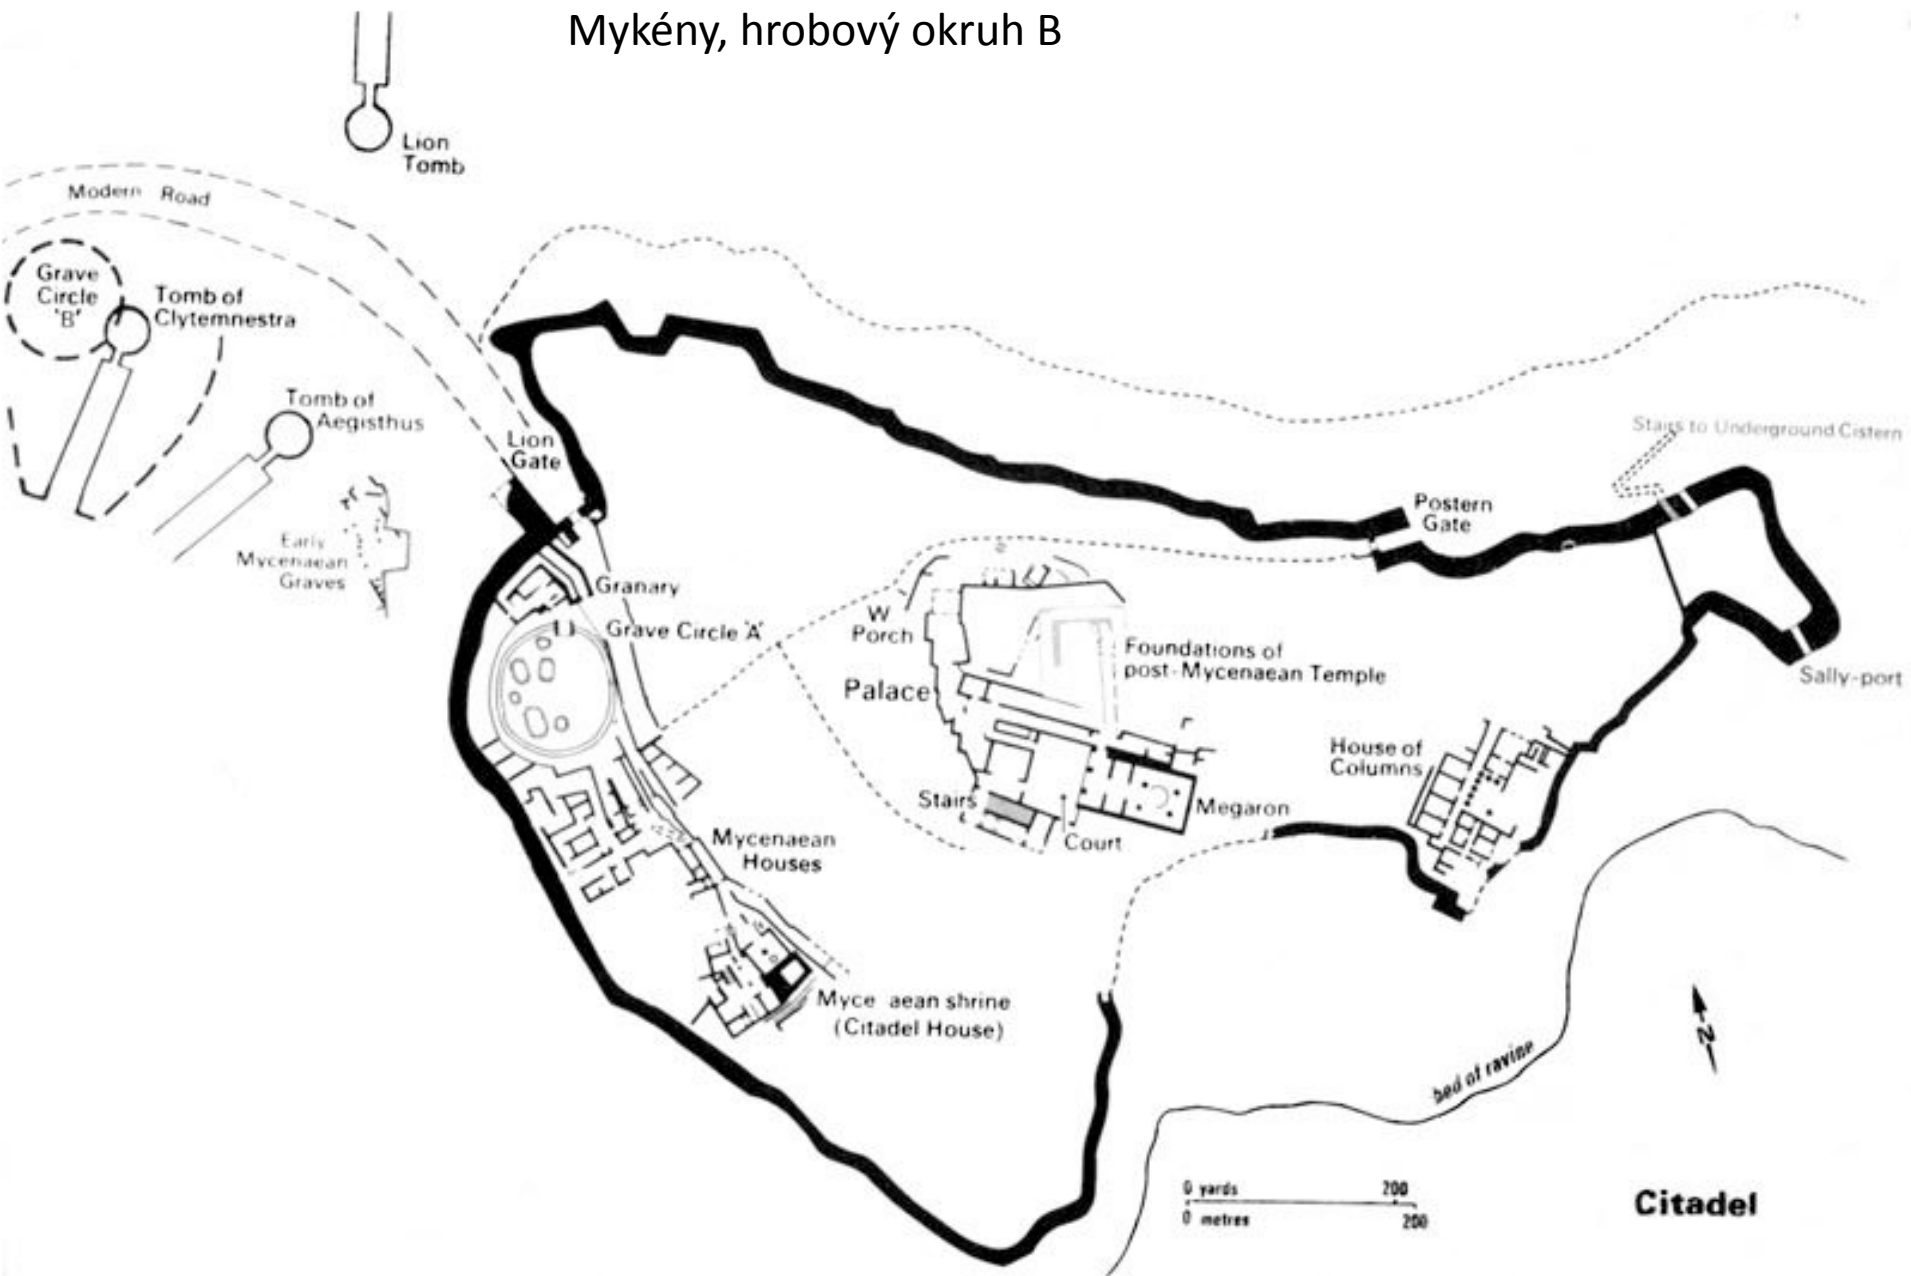 Mykény, hrobový okruh B
Lion
Tomb
Modern Road
Grave
Circle
'B'
Tomb of
Clytemnestra
Tomb of
Aegisthus
Lion
Gate
Early
Mycenaean
Graves
Stairs to Underground Cistern
Postern
Gate
Granary
Grave Circle 'A'
W
Porch
Foundations of
post-Mycenaean Temple
Palace
Sally-port
House of
Columns
Stairs
Megaron
Court
Mycenaean
Houses
Myce aean shrine
(Citadel House)
N
bed of ravine
0 yards 200
0 metres 200
Citadel